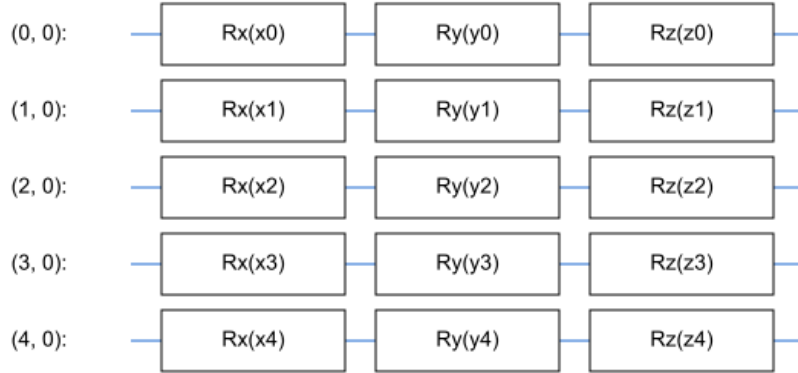 (0, 0): Rx(x0) Ry(y0) Rz(z0)
(1, 0): Rx(x1) Ry(y1) Rz(z1)
(2, 0): Rx(x2) Ry(y2) Rz(z2)
(3, 0): Rx(x3) Ry(y3) Rz(z3)
(4, 0): Rx(x4) Ry(y4) Rz(z4)